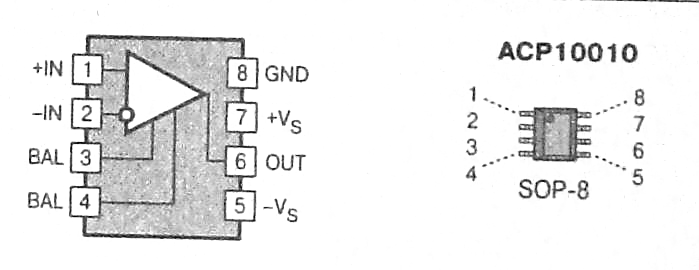 +IN 1 8 GND
−IN 2 7 +VS
BAL 3 6 OUT
BAL 4 5 −VS
ACP10010
1 8
2 7
3 6
4 5
SOP-8